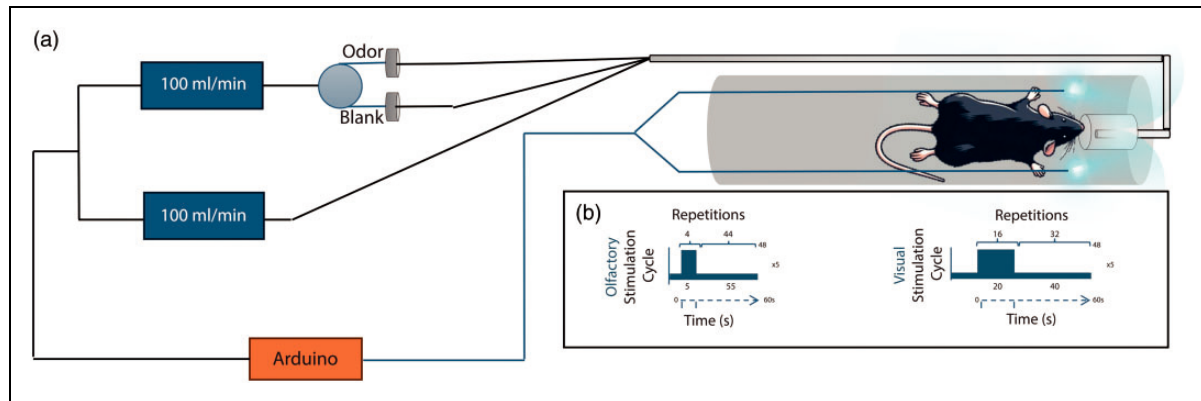 (a)
Odor
100 ml/min
Blank
100 ml/min
Arduino
(b)
Repetitions
4 44
48
Olfactory
Stimulation
Cycle
x5
5 55
0 60s
Time (s)
Repetitions
16 32
48
Visual
Stimulation
Cycle
x5
20 40
0 60s
Time (s)